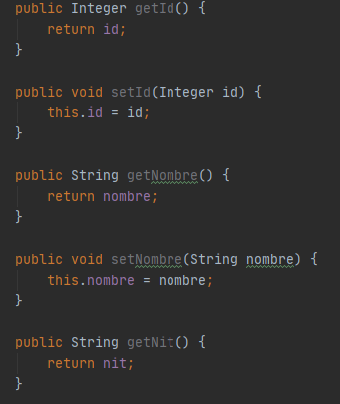 public Integer getId() {
    return id;
}
public void setId(Integer id) {
    this.id = id;
}
public String getNombre() {
    return nombre;
}
public void setNombre(String nombre) {
    this.nombre = nombre;
}
public String getNit() {
    return nit;
}